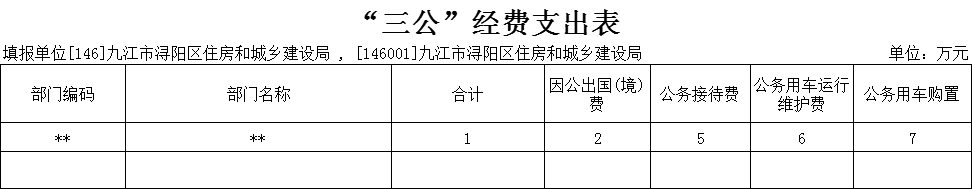 “三公”经费支出表
填报单位[146]九江市浔阳区住房和城乡建设局 , [146001]九江市浔阳区住房和城乡建设局 单位：万元
部门编码 部门名称 合计 因公出国(境)费 公务接待费 公务用车运行维护费 公务用车购置
** ** 1 2 5 6 7